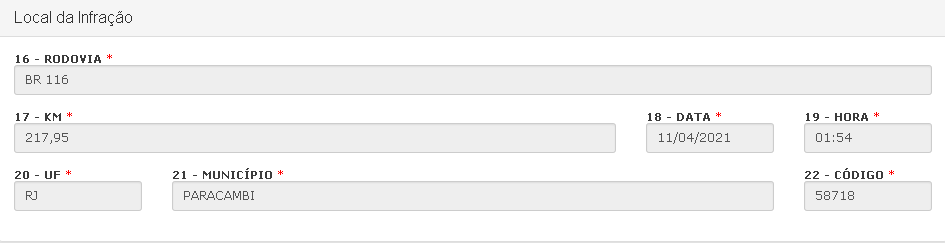 Local da Infração
16 - RODOVIA *
BR 116
17 - KM * 18 - DATA * 19 - HORA *
217,95 11/04/2021 01:54
20 - UF * 21 - MUNICÍPIO * 22 - CÓDIGO *
RJ PARACAMBI 58718